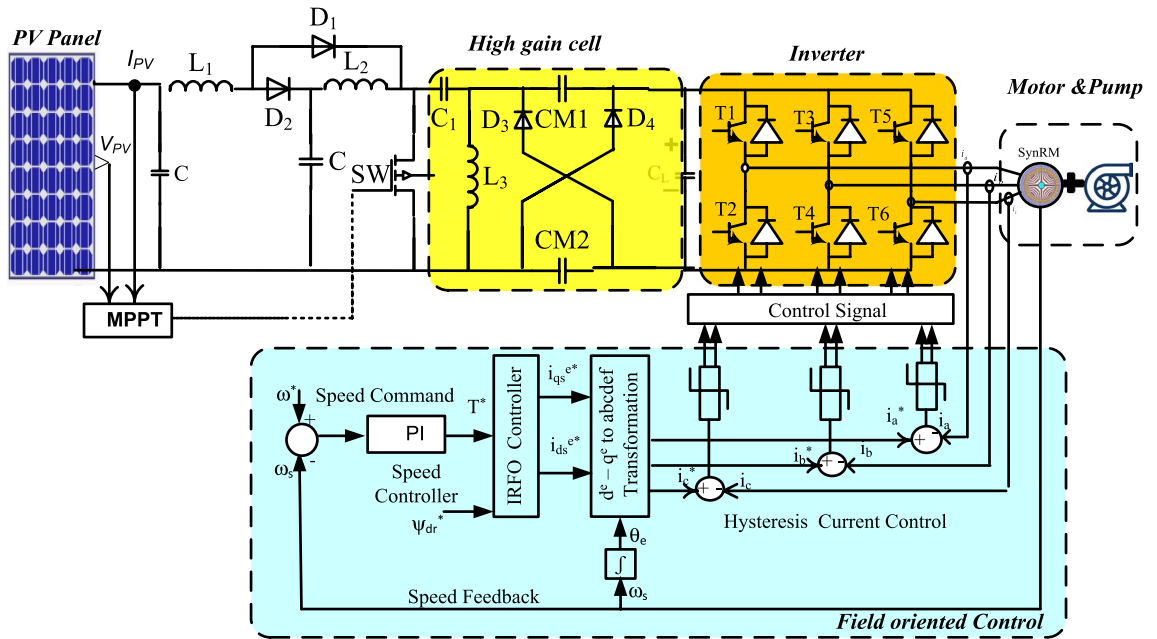 PV Panel
I_PV
L1
D1
D2
L2
High gain cell
Inverter
Motor &Pump
V_PV
C
C
SW
C1
D3
CM1
D4
L3
CM2
+
C_L
−
T1
T3
T5
T2
T4
T6
SynRM
MPPT
Control Signal
ω*
Speed Command
+
-
ω_s
PI
T*
Speed
Controller
ψ_dr*
IRFO Controller
i_qs^e*
i_ds^e*
d^e – q^e to abcdef
Transformation
θ_e
∫
ω_s
i_a*
-
i_a
+
i_b*
+
-
i_b
i_c*
+
-
i_c
Hysteresis Current Control
Speed Feedback
Field oriented Control